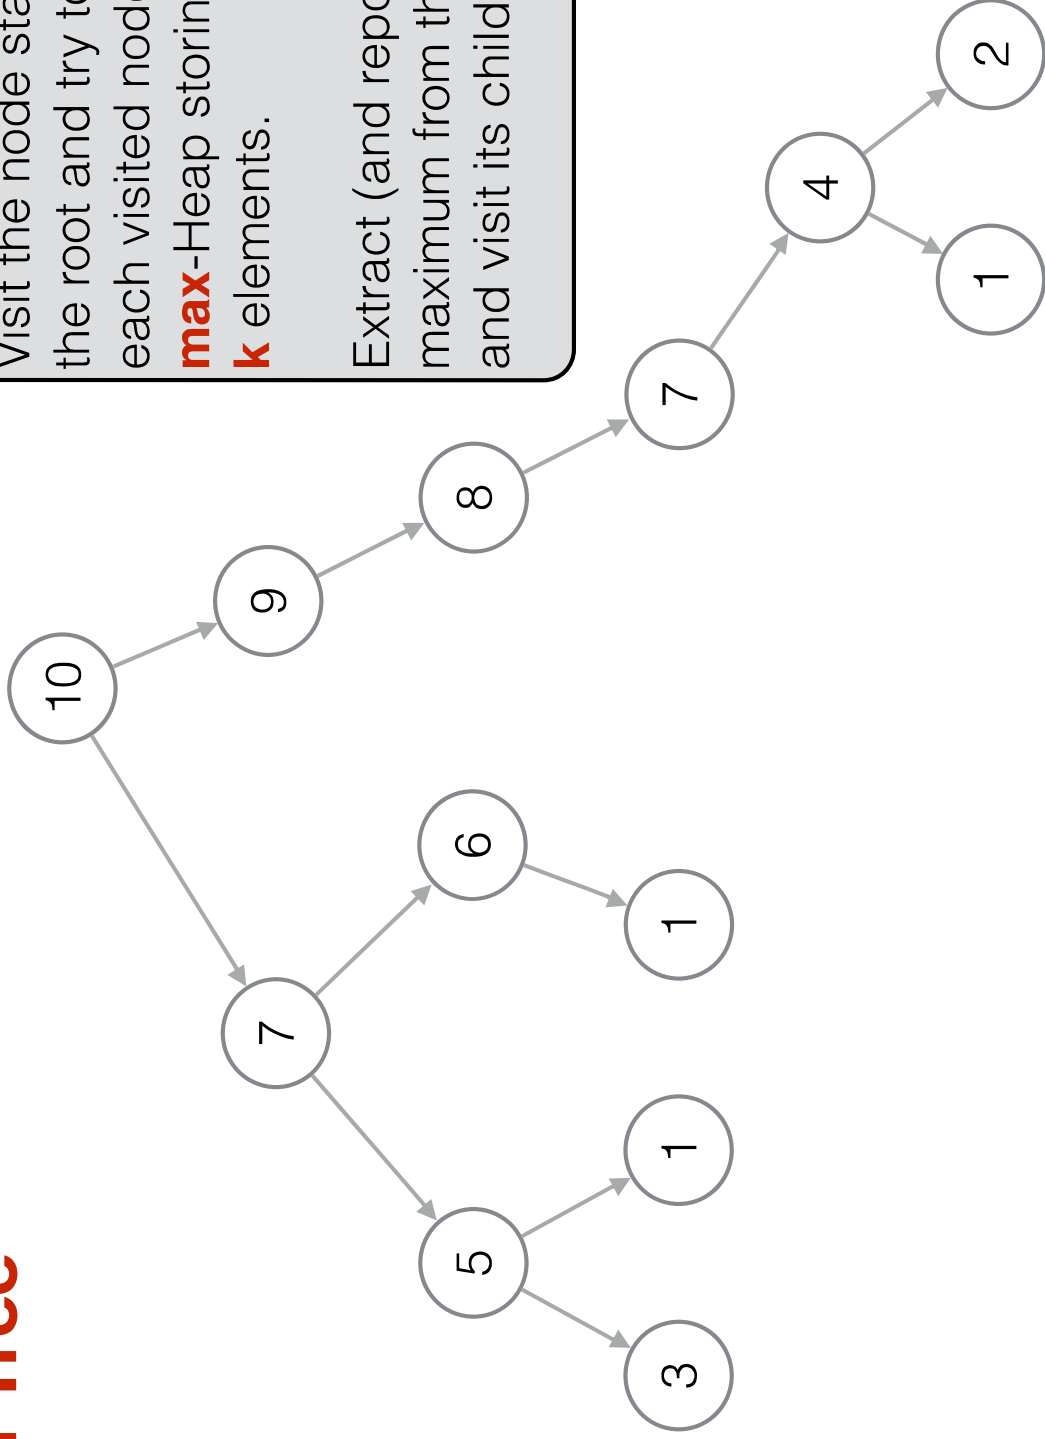 Tree
Visit the node sta
the root and try to
each visited node
max-Heap storin
k elements.
Extract (and repo
maximum from th
and visit its child
10
7 9
5 6 8
3 1 1 7
4
1 2